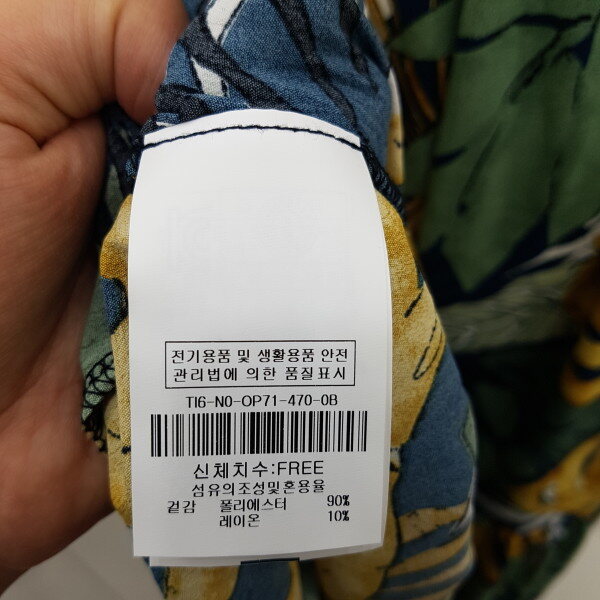 전기용품 및 생활용품 안전
관리법에 의한 품질표시
TI6-NO-OP71-470-0B
신체치수:FREE
섬유의조성및혼용율
겉감 폴리에스터 90%
레이온 10%